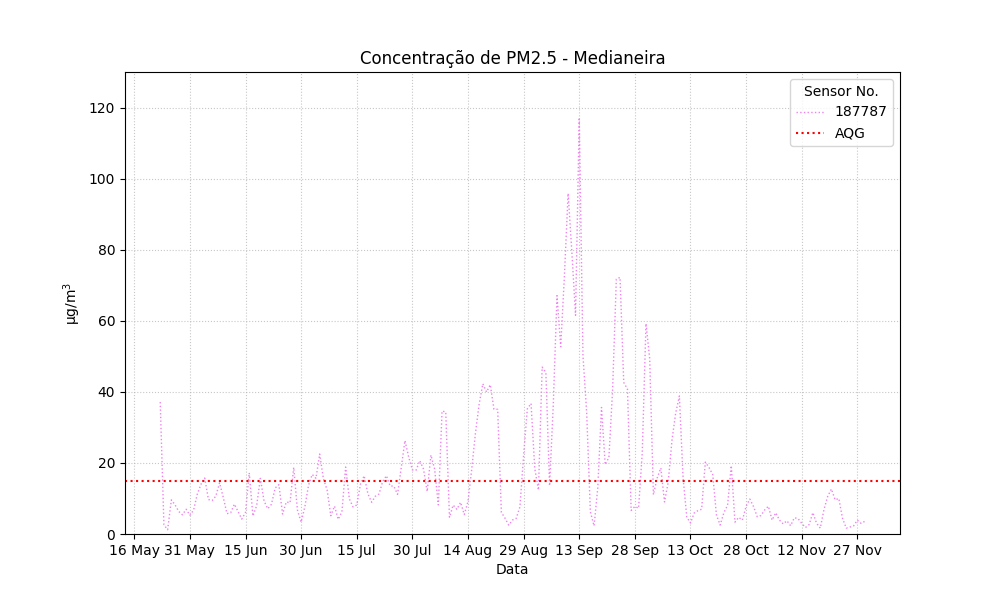 Concentração de PM2.5 - Medianeira
Sensor No.
187787
AQG
120
100
80
60
40
20
0
µg/m³
16 May 31 May 15 Jun 30 Jun 15 Jul 30 Jul 14 Aug 29 Aug 13 Sep 28 Sep 13 Oct 28 Oct 12 Nov 27 Nov
Data